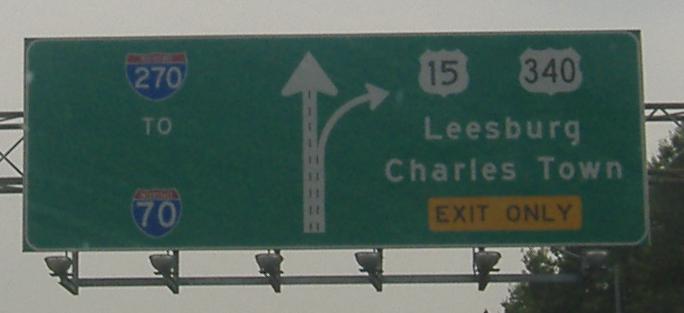 270
TO
70
15 340
Leesburg
Charles Town
EXIT ONLY